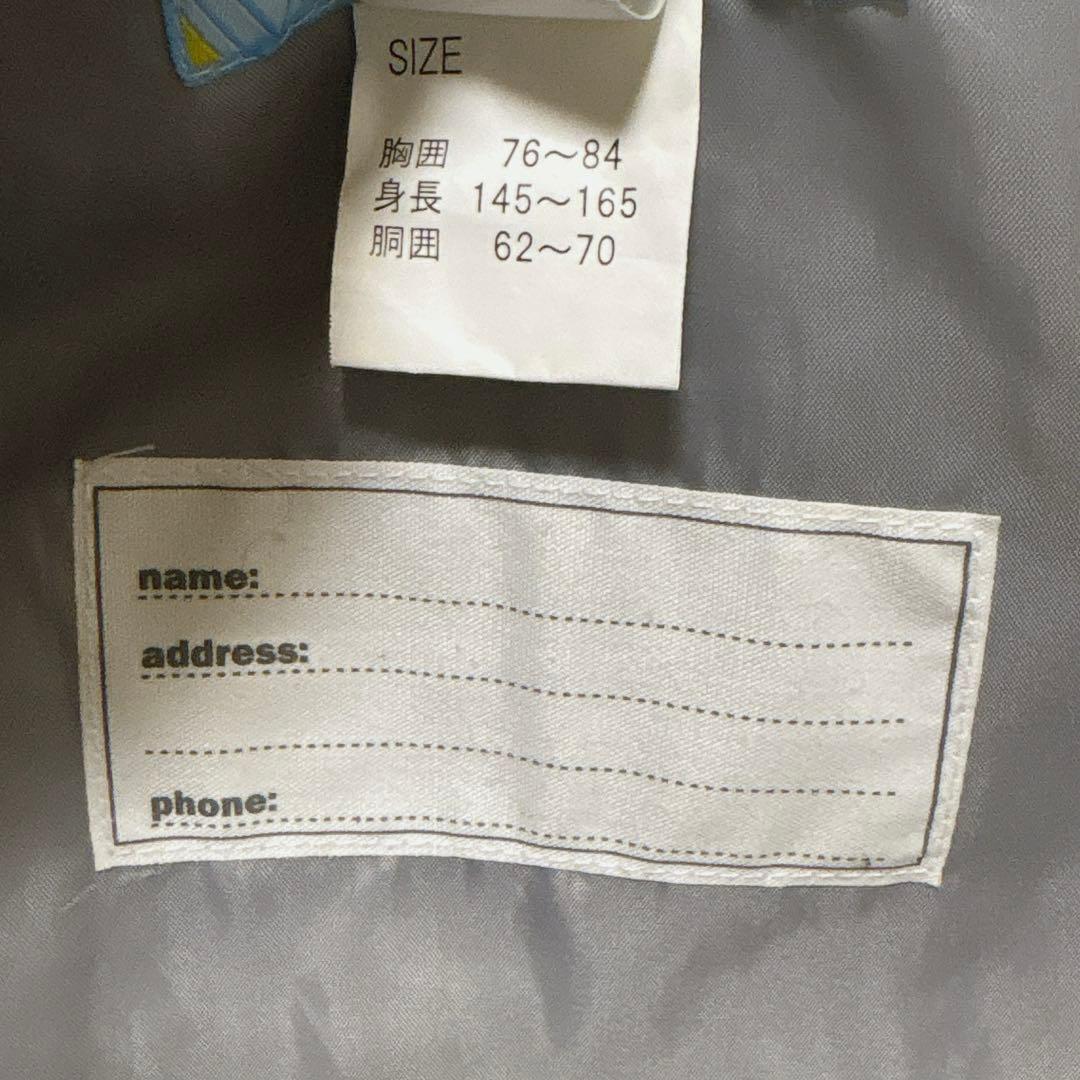 SIZE
胸囲 76～84
身長 145～165
胴囲 62～70
name:
address:
phone: